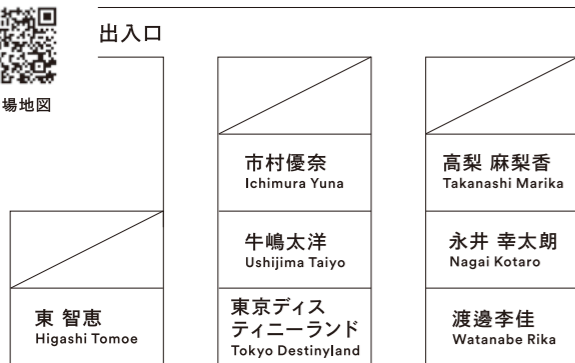 出入口
場地図
市村優奈
Ichimura Yuna
高梨 麻梨香
Takanashi Marika
牛嶋太洋
Ushijima Taiyo
永井 幸太朗
Nagai Kotaro
東 智恵
Higashi Tomoe
東京ディス
ティニーランド
Tokyo Destinyland
渡邊李佳
Watanabe Rika